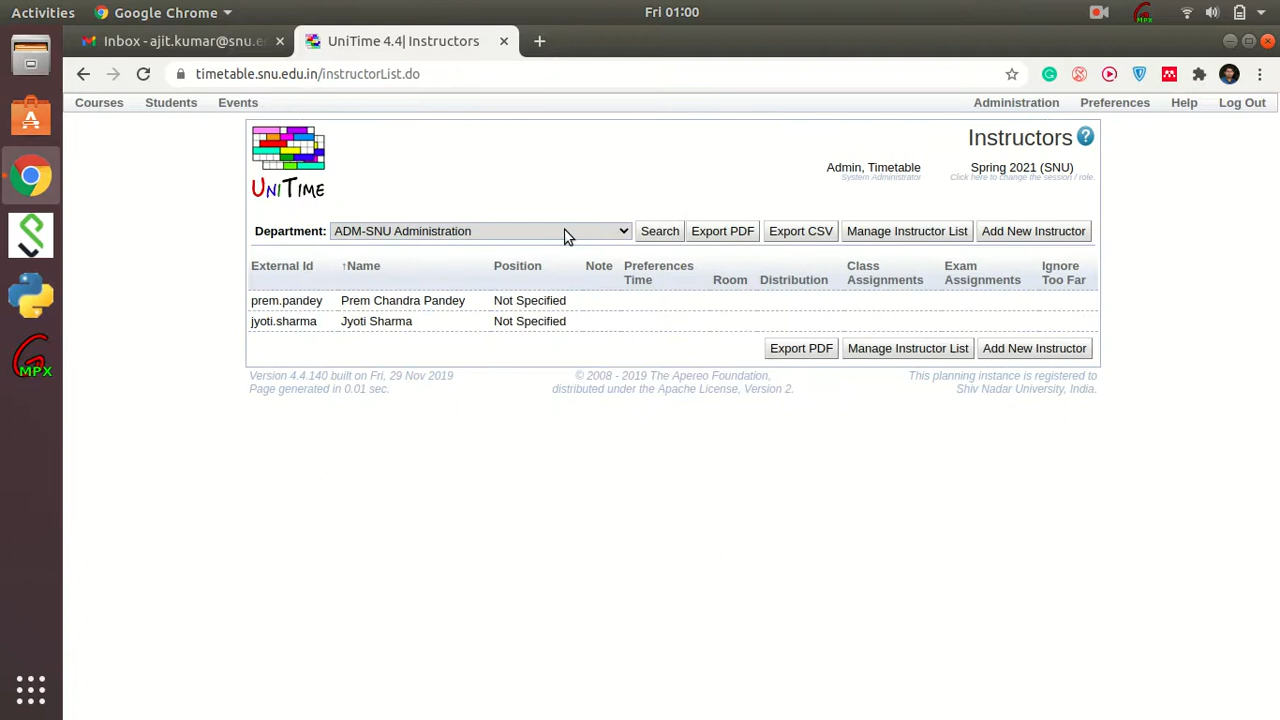 Activities Google Chrome Fri 01:00
Inbox - ajit.kumar@snu.e UniTime 4.4| Instructors
timetable.snu.edu.in/instructorList.do
Courses Students Events Administration Preferences Help Log Out
UniTime
Instructors
Admin, Timetable Spring 2021 (SNU)
System Administrator Click here to change the session / role.
Department: ADM-SNU Administration Search Export PDF Export CSV Manage Instructor List Add New Instructor
External Id ↑Name Position Note Preferences Class Exam Ignore
Time Room Distribution Assignments Assignments Too Far
prem.pandey Prem Chandra Pandey Not Specified
jyoti.sharma Jyoti Sharma Not Specified
Export PDF Manage Instructor List Add New Instructor
Version 4.4.140 built on Fri, 29 Nov 2019 © 2008 - 2019 The Apereo Foundation, This planning instance is registered to
Page generated in 0.01 sec. distributed under the Apache License, Version 2. Shiv Nadar University, India.
MPX
MPX